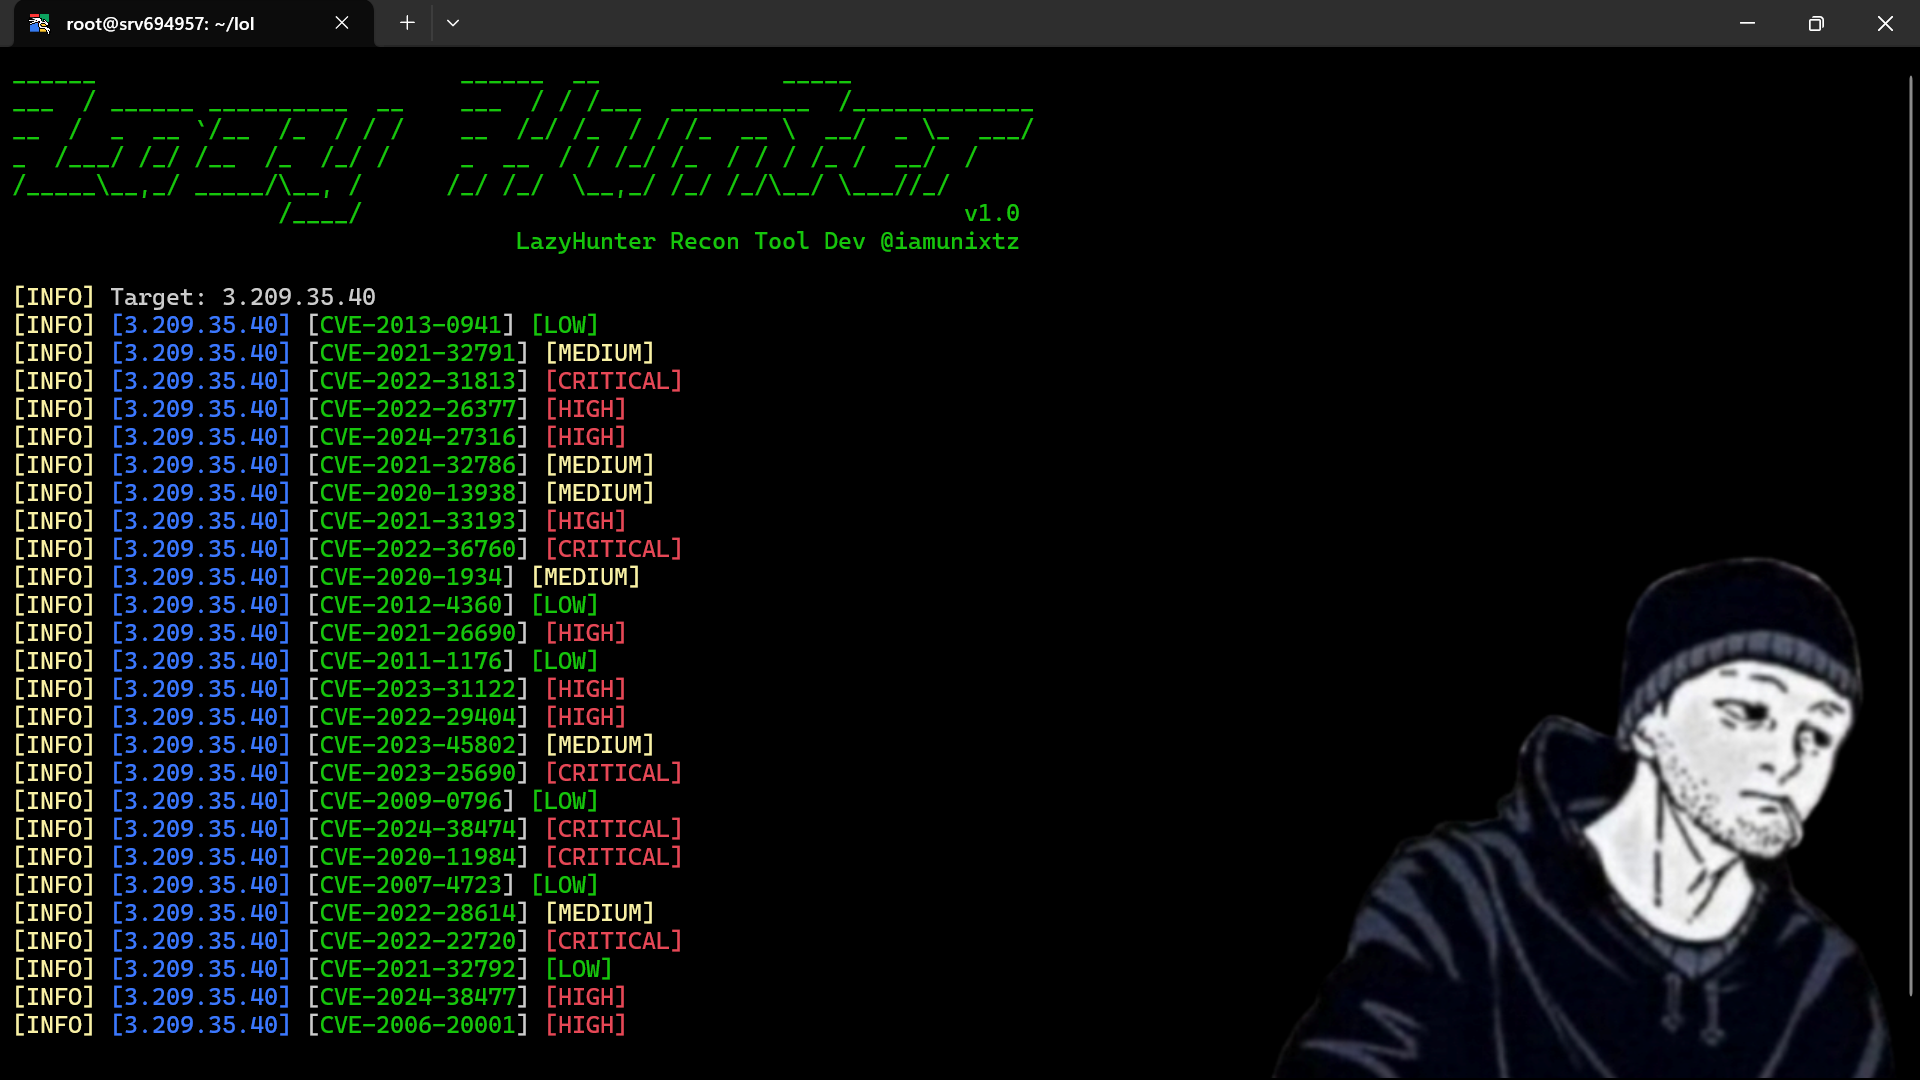 root@srv694957: ~/lol
Lazy Hunter
v1.0
LazyHunter Recon Tool Dev @iamunixtz
[INFO] Target: 3.209.35.40
[INFO] [3.209.35.40] [CVE-2013-0941] [LOW]
[INFO] [3.209.35.40] [CVE-2021-32791] [MEDIUM]
[INFO] [3.209.35.40] [CVE-2022-31813] [CRITICAL]
[INFO] [3.209.35.40] [CVE-2022-26377] [HIGH]
[INFO] [3.209.35.40] [CVE-2024-27316] [HIGH]
[INFO] [3.209.35.40] [CVE-2021-32786] [MEDIUM]
[INFO] [3.209.35.40] [CVE-2020-13938] [MEDIUM]
[INFO] [3.209.35.40] [CVE-2021-33193] [HIGH]
[INFO] [3.209.35.40] [CVE-2022-36760] [CRITICAL]
[INFO] [3.209.35.40] [CVE-2020-1934] [MEDIUM]
[INFO] [3.209.35.40] [CVE-2012-4360] [LOW]
[INFO] [3.209.35.40] [CVE-2021-26690] [HIGH]
[INFO] [3.209.35.40] [CVE-2011-1176] [LOW]
[INFO] [3.209.35.40] [CVE-2023-31122] [HIGH]
[INFO] [3.209.35.40] [CVE-2022-29404] [HIGH]
[INFO] [3.209.35.40] [CVE-2023-45802] [MEDIUM]
[INFO] [3.209.35.40] [CVE-2023-25690] [CRITICAL]
[INFO] [3.209.35.40] [CVE-2009-0796] [LOW]
[INFO] [3.209.35.40] [CVE-2024-38474] [CRITICAL]
[INFO] [3.209.35.40] [CVE-2020-11984] [CRITICAL]
[INFO] [3.209.35.40] [CVE-2007-4723] [LOW]
[INFO] [3.209.35.40] [CVE-2022-28614] [MEDIUM]
[INFO] [3.209.35.40] [CVE-2022-22720] [CRITICAL]
[INFO] [3.209.35.40] [CVE-2021-32792] [LOW]
[INFO] [3.209.35.40] [CVE-2024-38477] [HIGH]
[INFO] [3.209.35.40] [CVE-2006-20001] [HIGH]